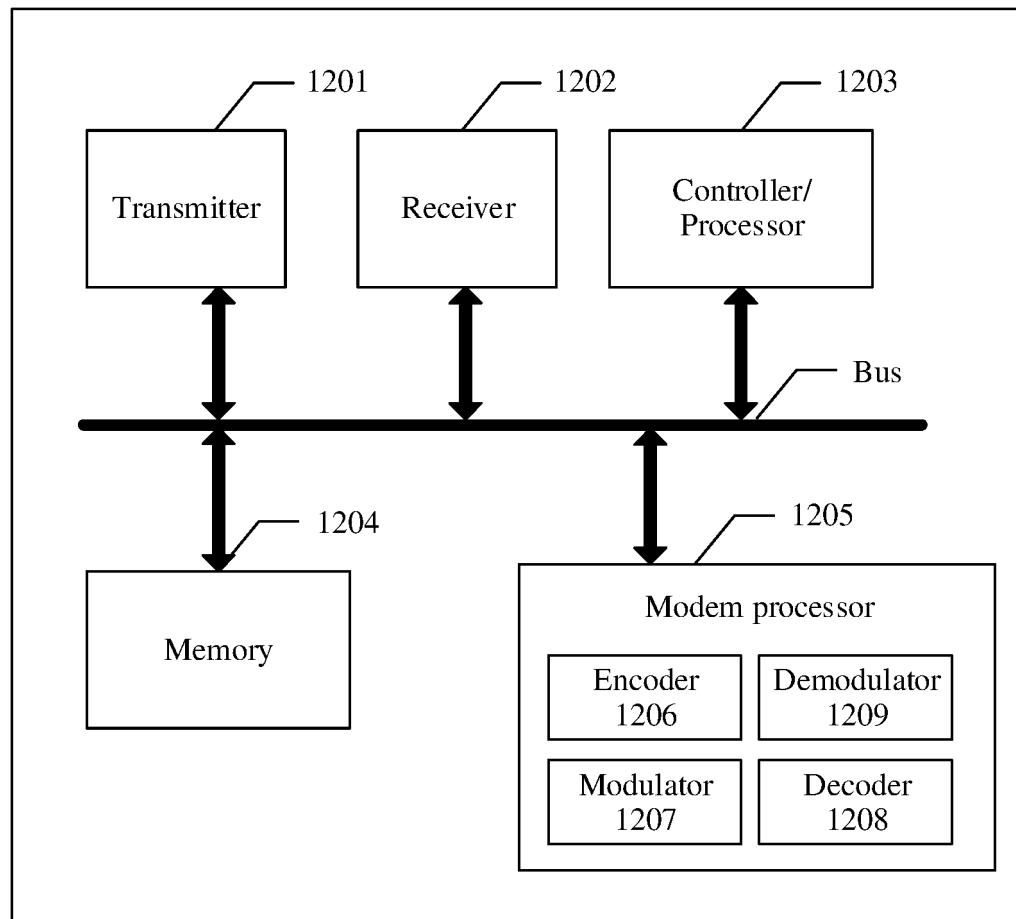 1201
1202
1203
Transmitter
Receiver
Controller/
Processor
Bus
1204
1205
Memory
Modem processor
Encoder
1206
Demodulator
1209
Modulator
1207
Decoder
1208